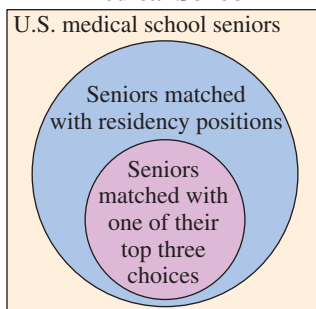 U.S. medical school seniors
Seniors matched
with residency positions
Seniors
matched with
one of their
top three
choices